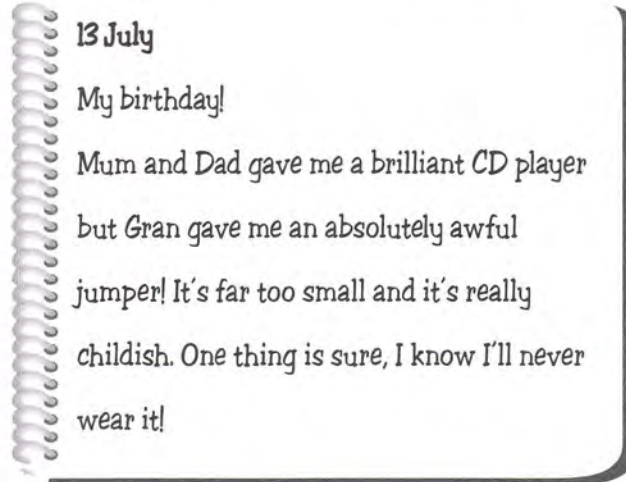 13 July
My birthday!
Mum and Dad gave me a brilliant CD player
but Gran gave me an absolutely awful
jumper! It's far too small and it's really
childish. One thing is sure, I know I'll never
wear it!